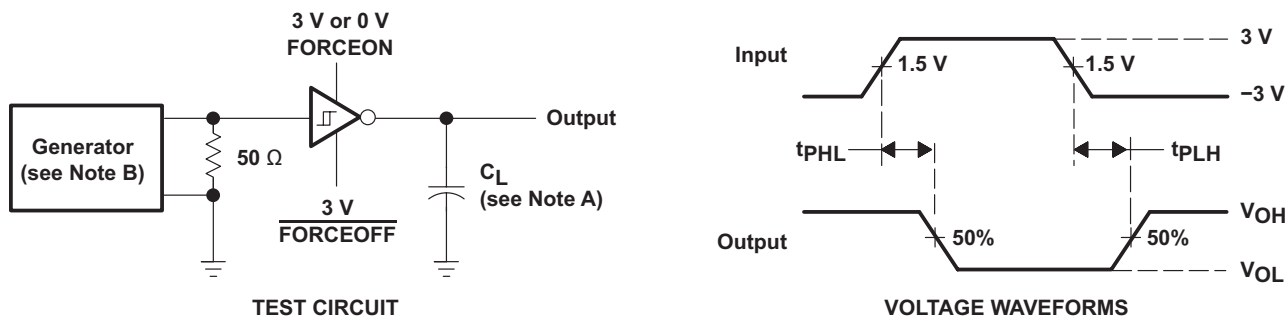 3 V or 0 V
FORCEON
Generator
(see Note B)
50 Ω
Output
CL
(see Note A)
3 V
FORCEOFF
TEST CIRCUIT
Input
3 V
1.5 V
1.5 V
−3 V
tPHL
tPLH
Output
VOH
50%
50%
VOL
VOLTAGE WAVEFORMS